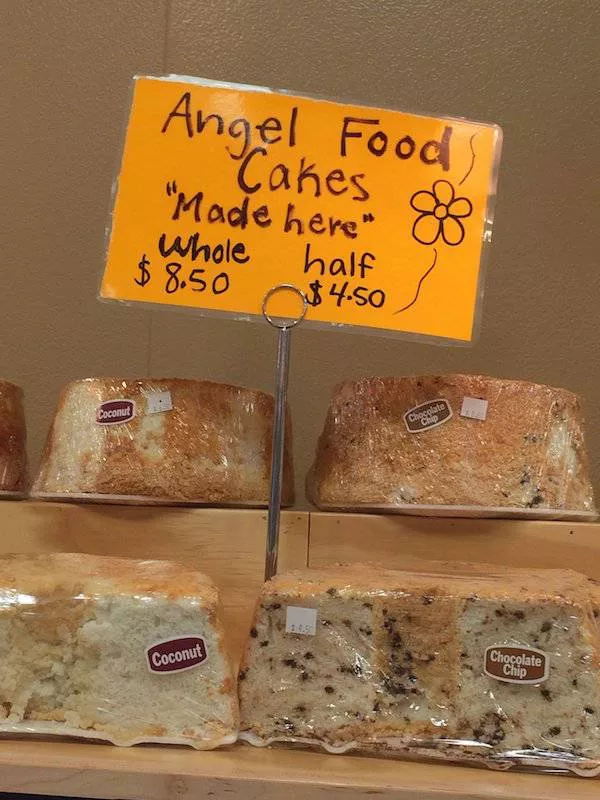 Angel Food
Cakes
"Made here"
whole half
$8.50 $4.50
Coconut
Chocolate
Chip
Coconut
Chocolate
Chip